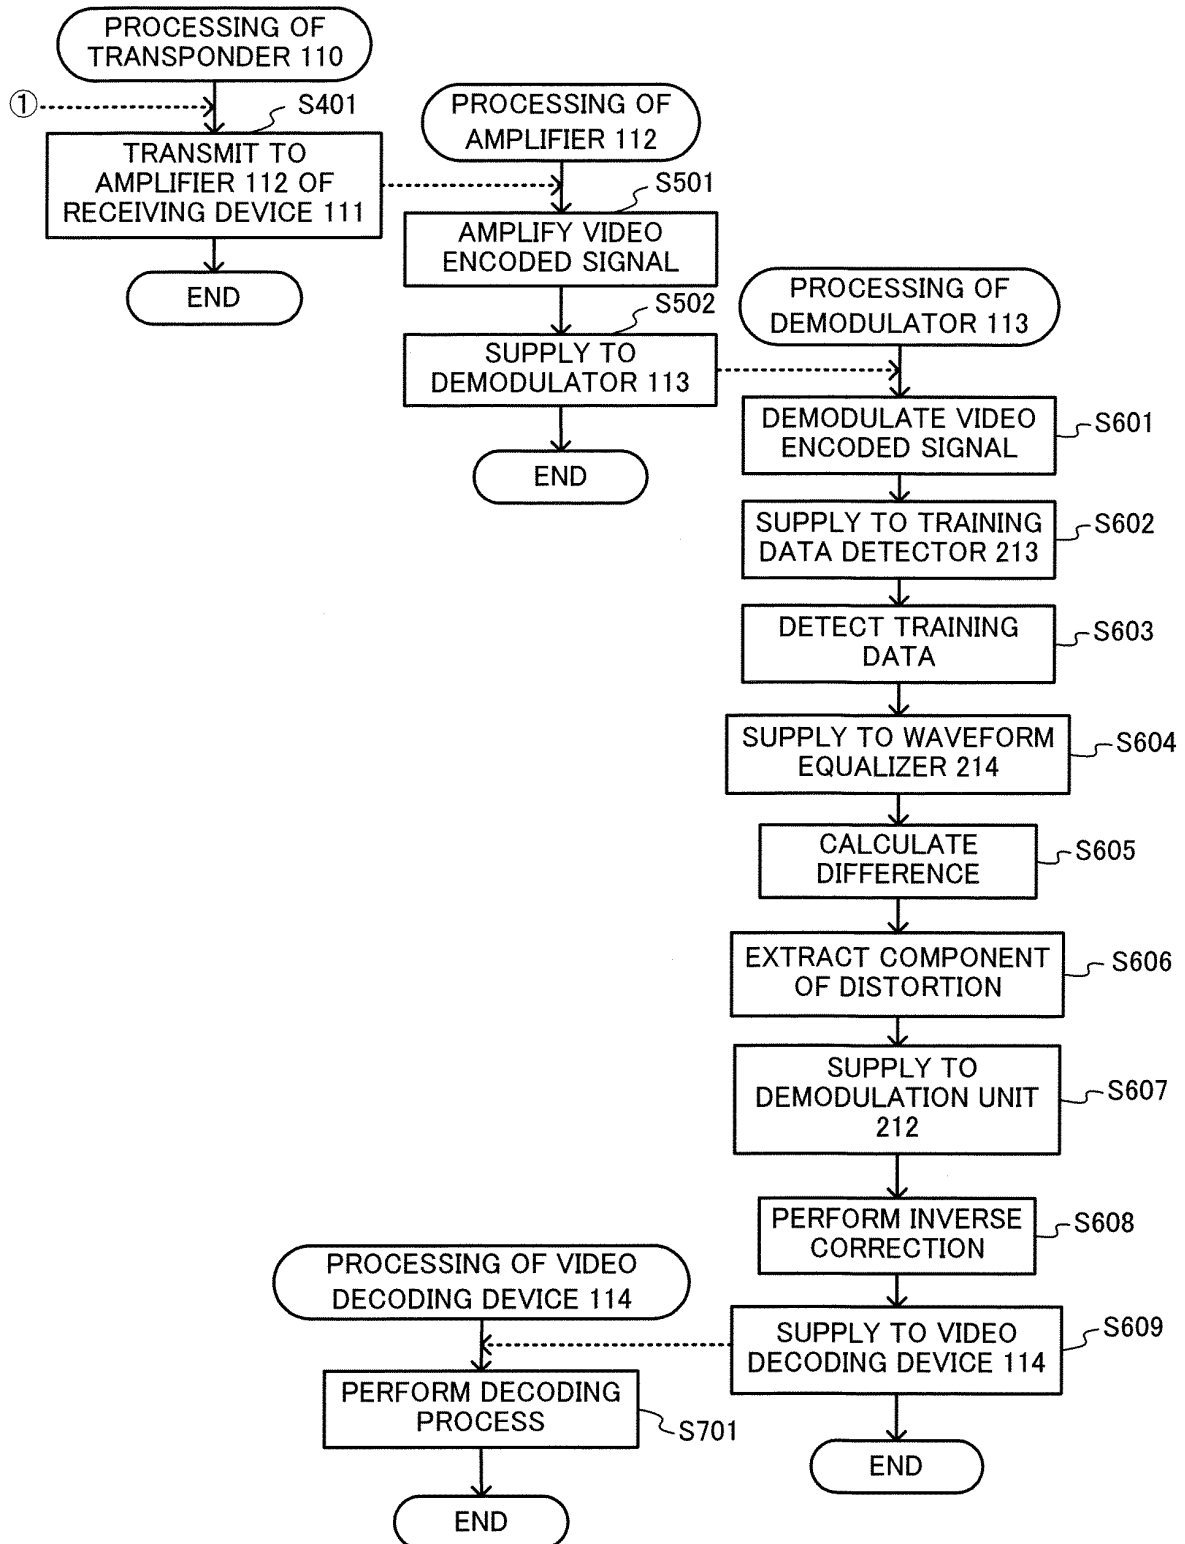 PROCESSING OF
TRANSPONDER 110
①
S401
TRANSMIT TO
AMPLIFIER 112 OF
RECEIVING DEVICE 111
END
PROCESSING OF
AMPLIFIER 112
S501
AMPLIFY VIDEO
ENCODED SIGNAL
S502
SUPPLY TO
DEMODULATOR 113
END
PROCESSING OF
DEMODULATOR 113
DEMODULATE VIDEO
ENCODED SIGNAL
S601
SUPPLY TO TRAINING
DATA DETECTOR 213
S602
DETECT TRAINING
DATA
S603
SUPPLY TO WAVEFORM
EQUALIZER 214
S604
CALCULATE
DIFFERENCE
S605
EXTRACT COMPONENT
OF DISTORTION
S606
SUPPLY TO
DEMODULATION UNIT
212
S607
PERFORM INVERSE
CORRECTION
S608
SUPPLY TO VIDEO
DECODING DEVICE 114
S609
END
PROCESSING OF VIDEO
DECODING DEVICE 114
PERFORM DECODING
PROCESS
S701
END